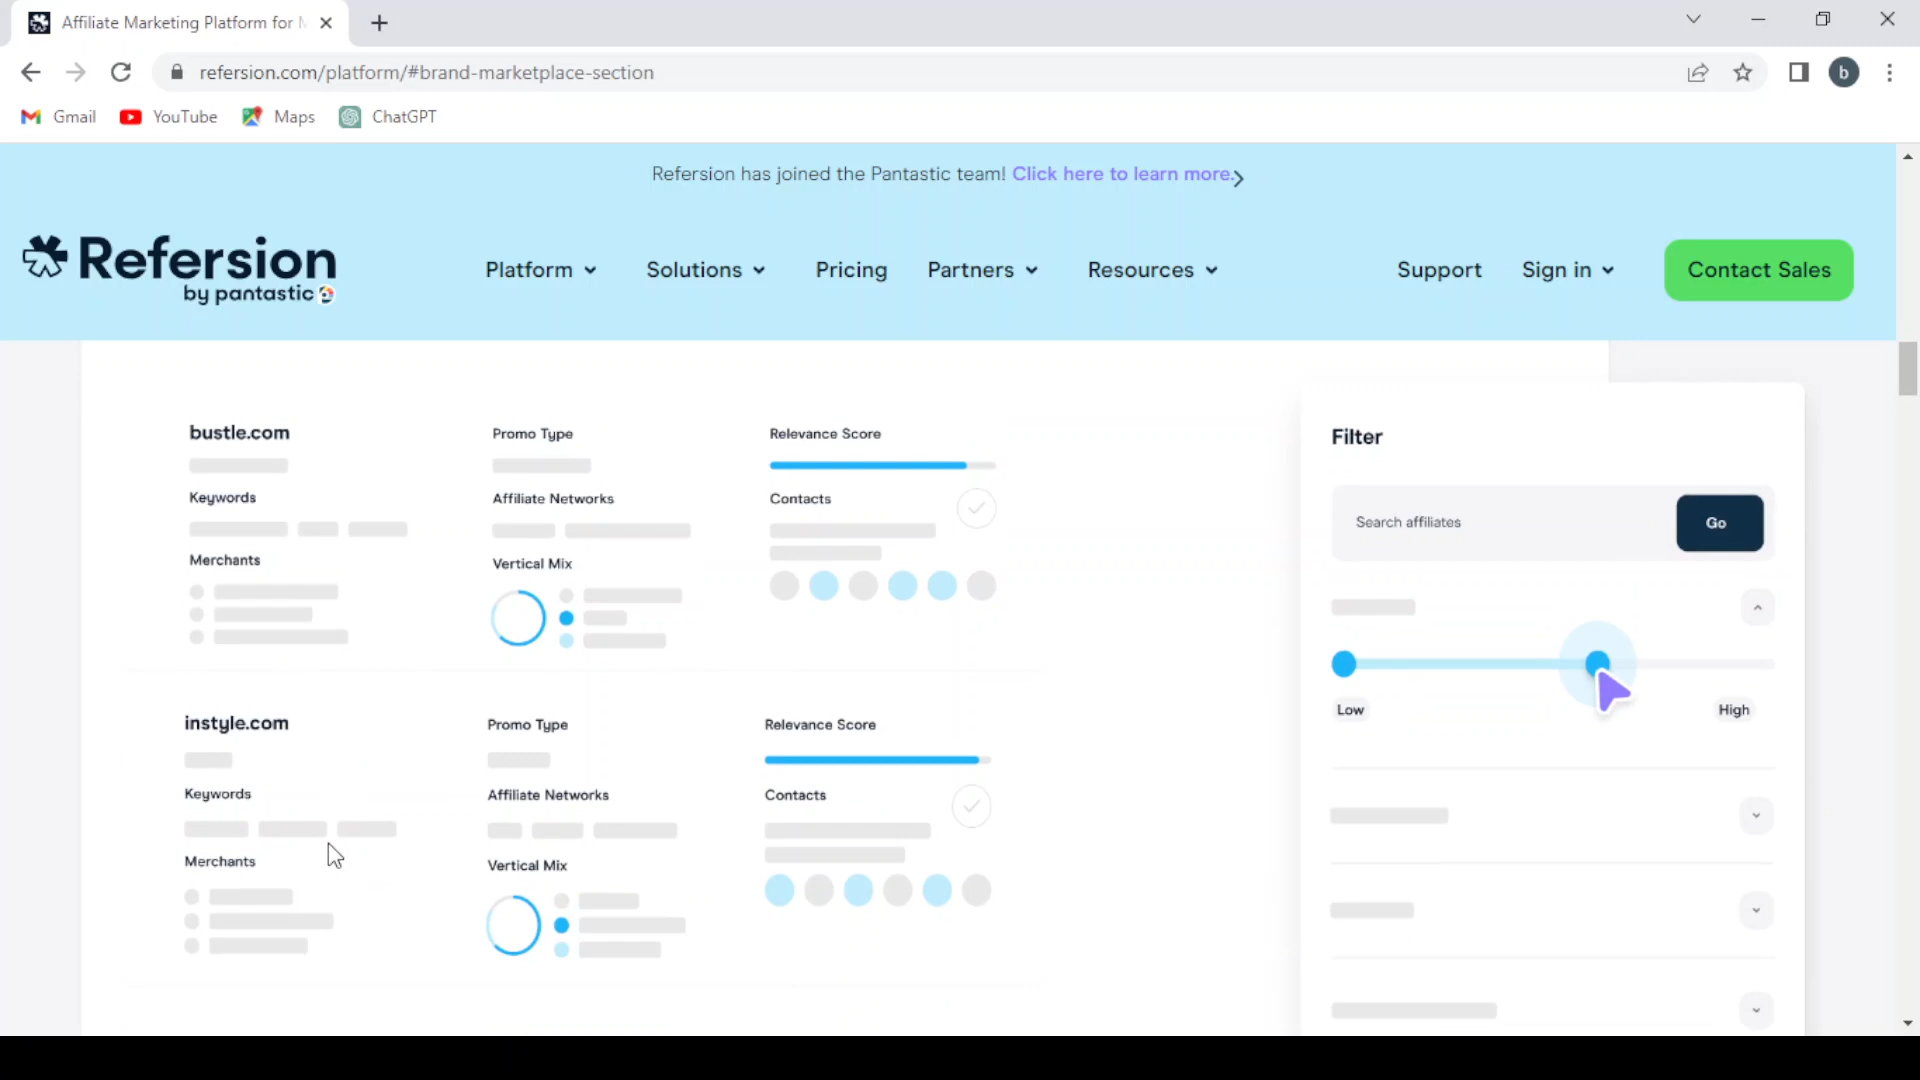 Affiliate Marketing Platform for M
refersion.com/platform/#brand-marketplace-section
b
Gmail
YouTube
Maps
ChatGPT
Refersion has joined the Pantastic team! Click here to learn more.
Refersion
by pantastic
Platform
Solutions
Pricing
Partners
Resources
Support
Sign in
Contact Sales
bustle.com
Promo Type
Relevance Score
Keywords
Affiliate Networks
Contacts
Merchants
Vertical Mix
instyle.com
Promo Type
Relevance Score
Keywords
Affiliate Networks
Contacts
Merchants
Vertical Mix
Filter
Search affiliates
Go
Low
High